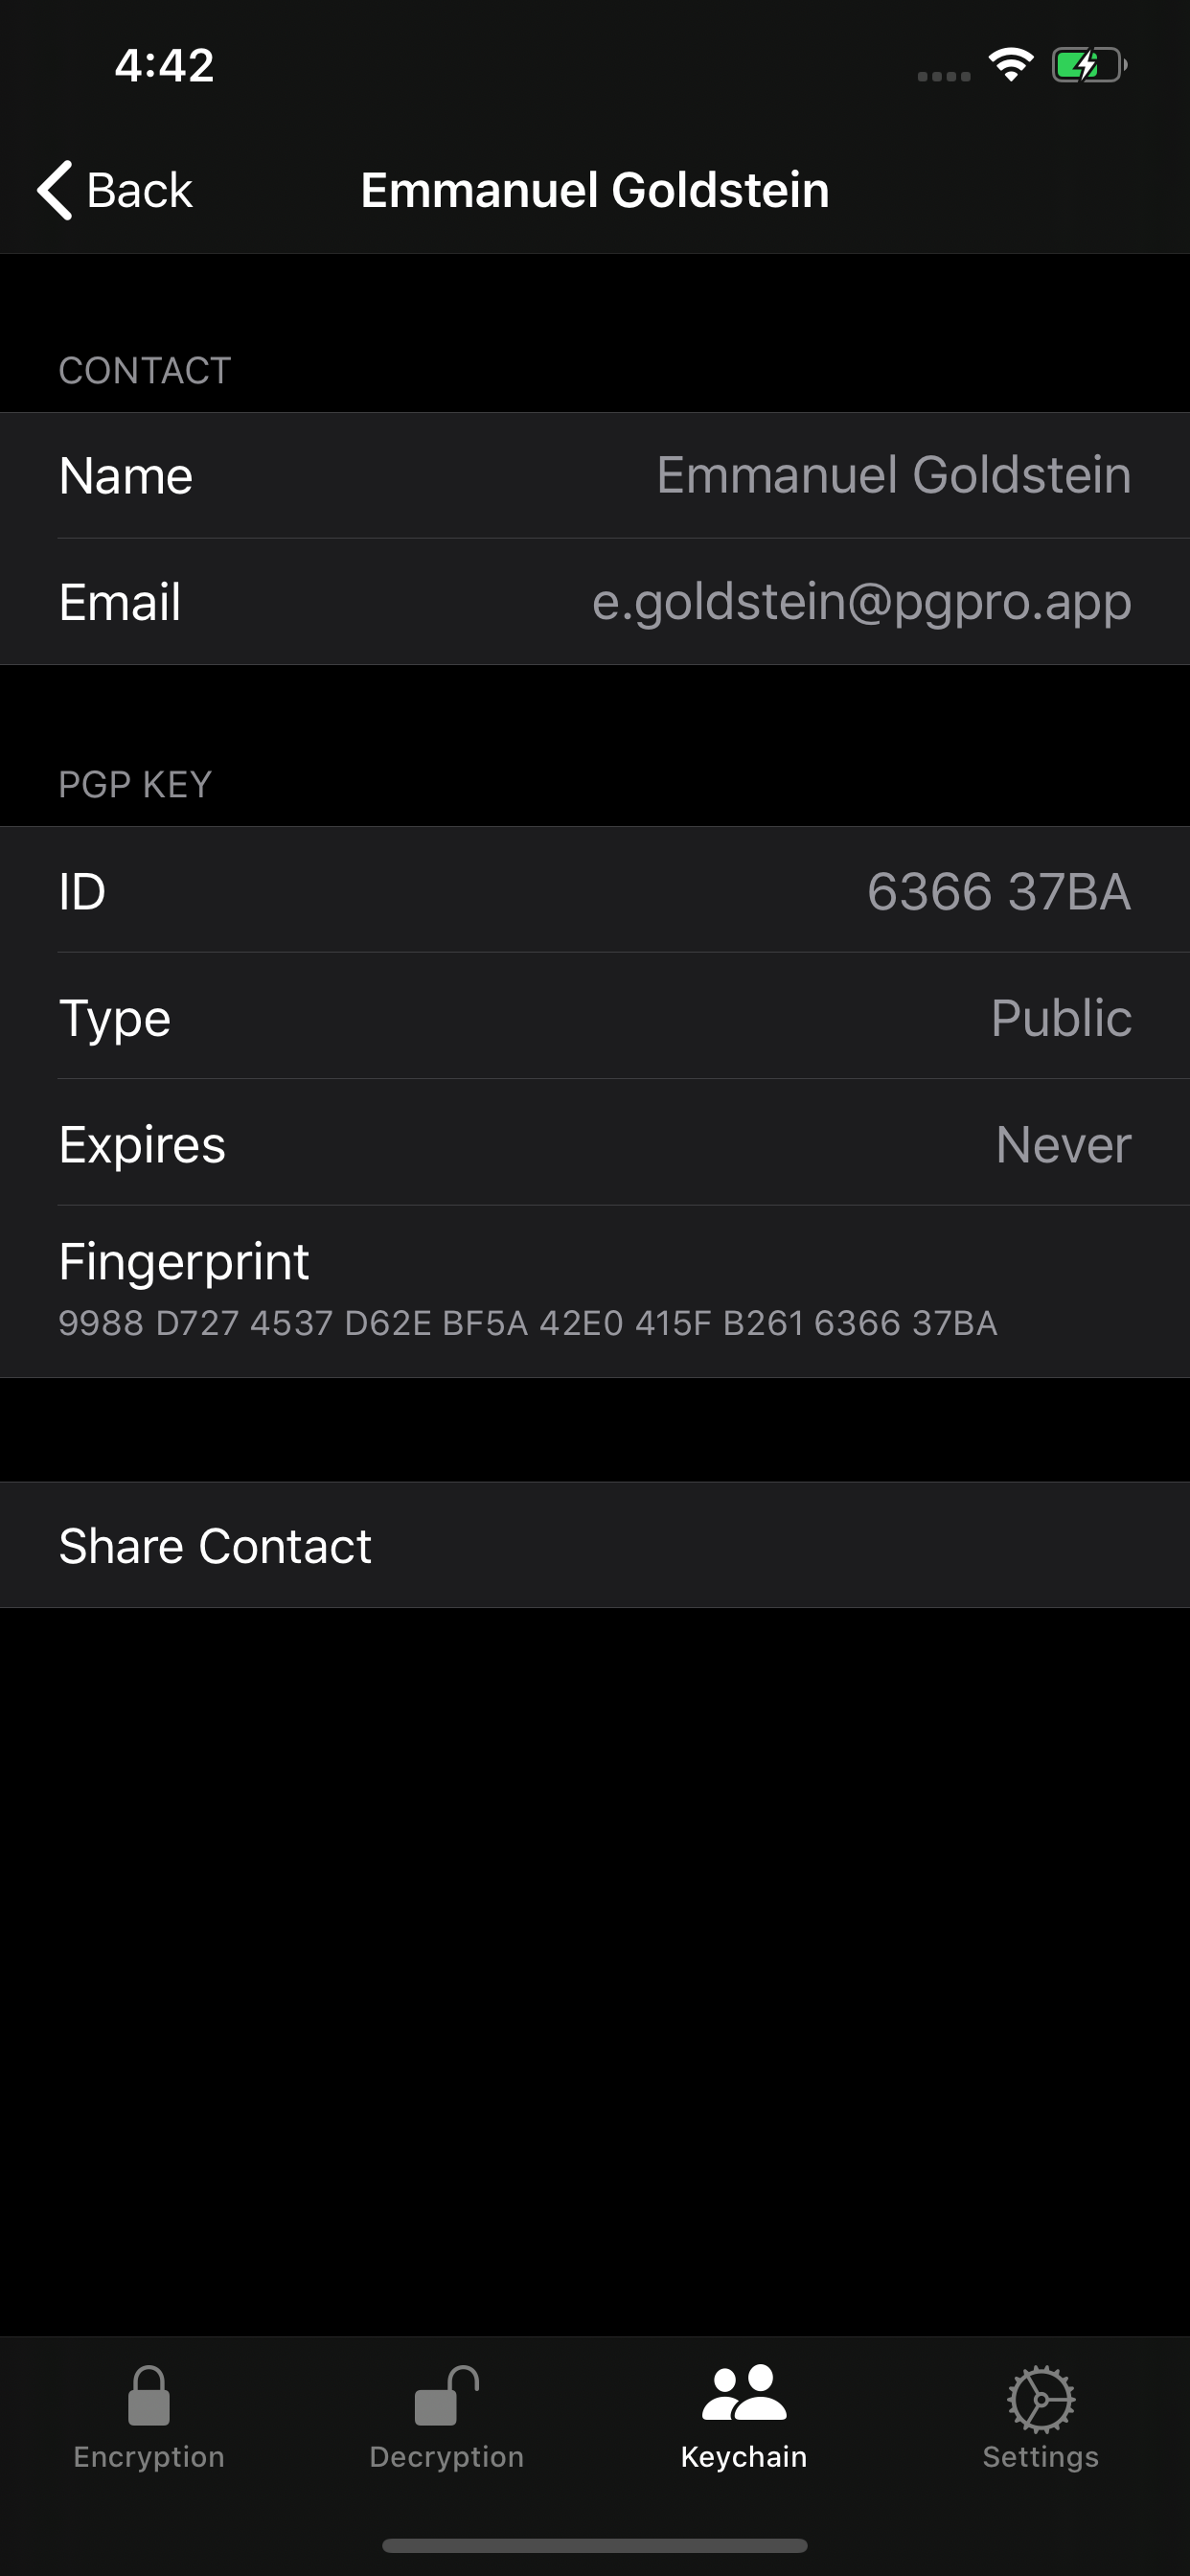 4:42
Back
Emmanuel Goldstein
CONTACT
Name Emmanuel Goldstein
Email e.goldstein@pgpro.app
PGP KEY
ID 6366 37BA
Type Public
Expires Never
Fingerprint
9988 D727 4537 D62E BF5A 42E0 415F B261 6366 37BA
Share Contact
Encryption Decryption Keychain Settings